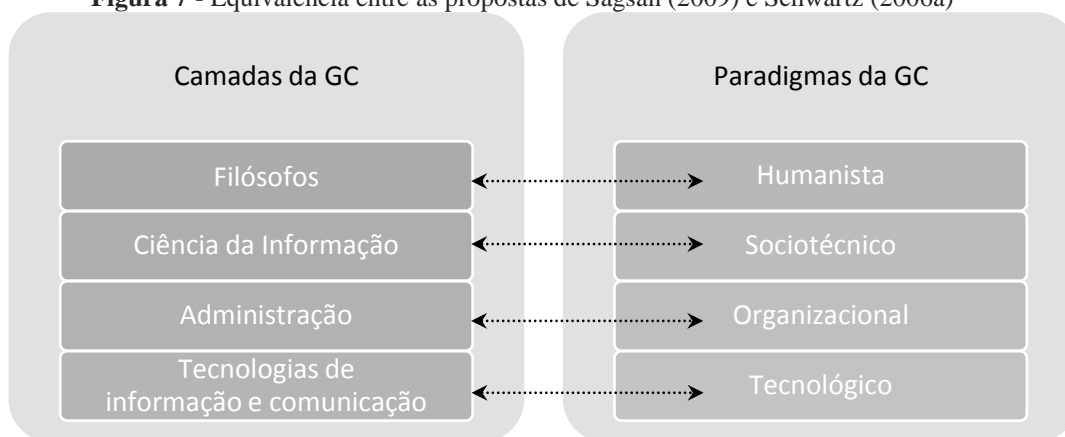 Figura 7 - Equivalência entre as propostas de Sagsan (2009) e Schwartz (2006a)
Camadas da GC
Filósofos
Ciência da Informação
Administração
Tecnologias de
informação e comunicação
Paradigmas da GC
Humanista
Sociotécnico
Organizacional
Tecnológico